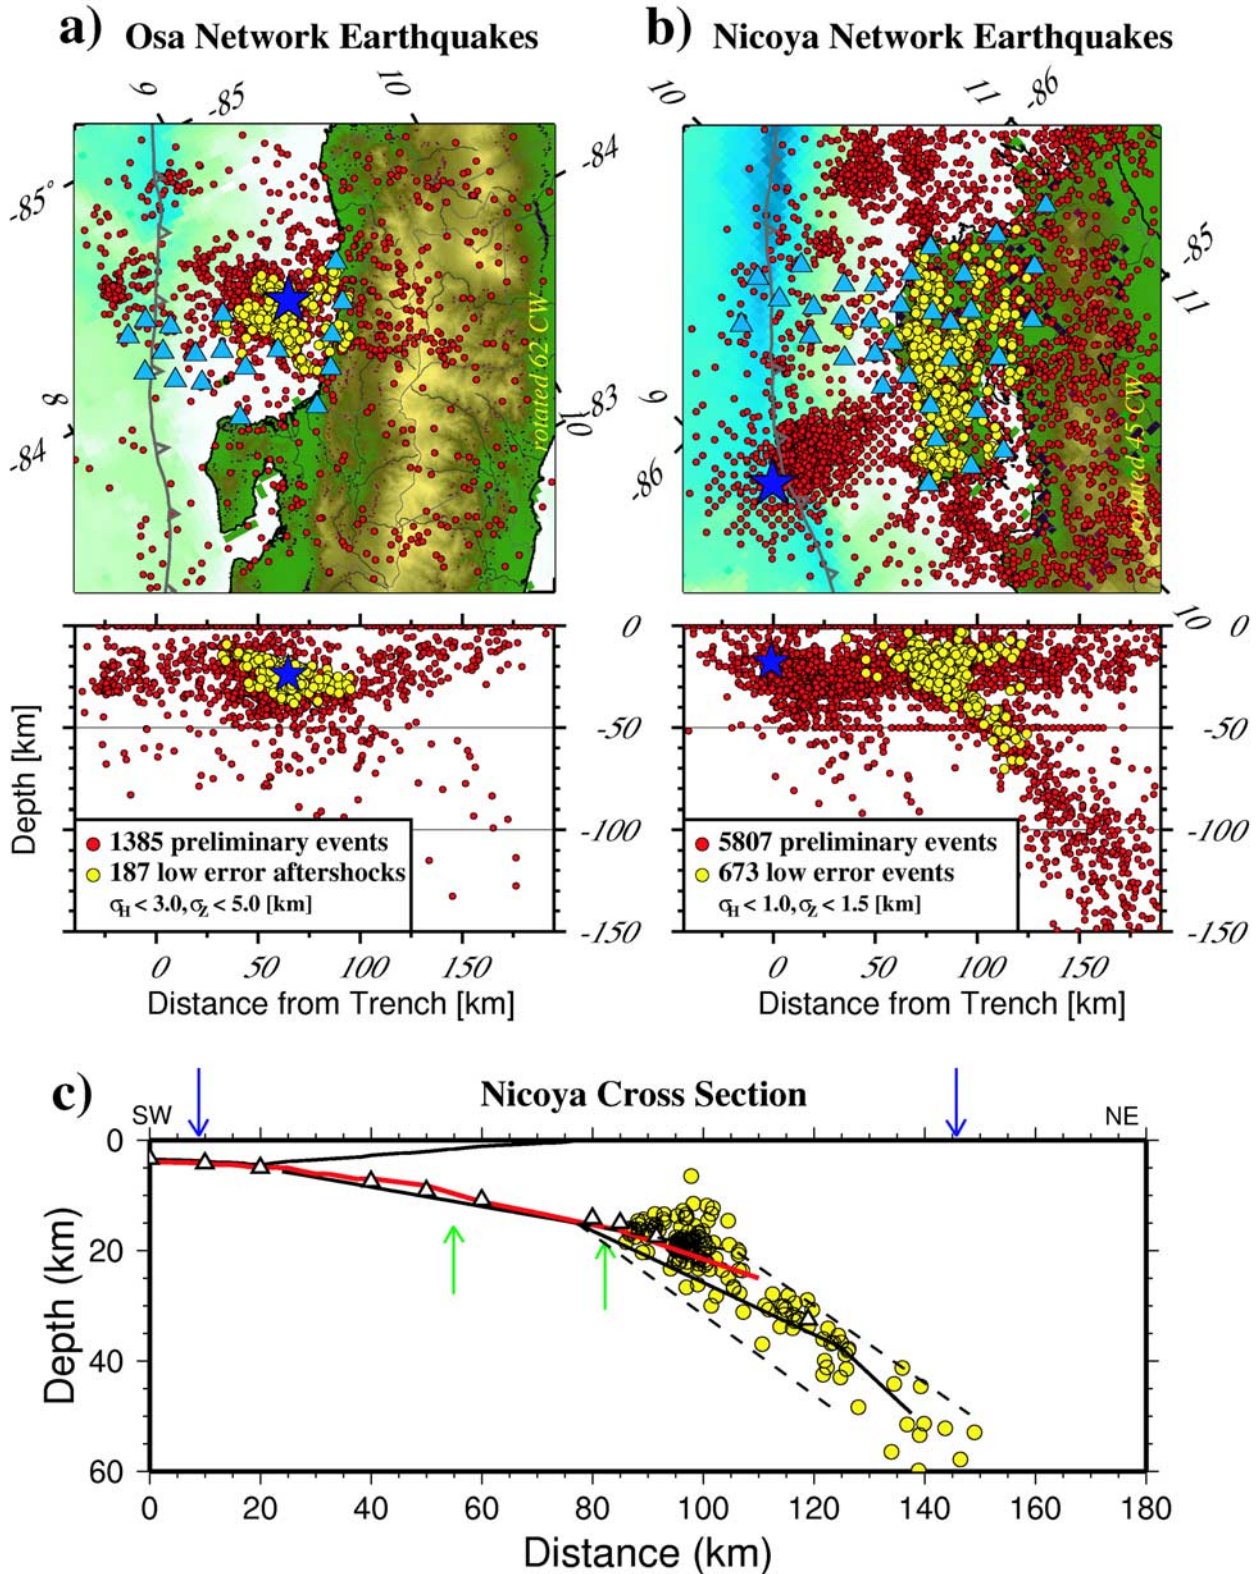 a) Osa Network Earthquakes
6
-85
10
-85°
-84
8
-84
-83
10
rotated 62 CW
b) Nicoya Network Earthquakes
10
11
-86
-85
11
9
-86
10
rotated 45 CW
Depth [km]
0
-50
-100
-150
1385 preliminary events
187 low error aftershocks
σH < 3.0, σZ < 5.0 [km]
0 50 100 150
Distance from Trench [km]
0
-50
-100
-150
5807 preliminary events
673 low error events
σH < 1.0, σZ < 1.5 [km]
0 50 100 150
Distance from Trench [km]
c) Nicoya Cross Section
SW
NE
Depth (km)
0
20
40
60
0 20 40 60 80 100 120 140 160 180
Distance (km)